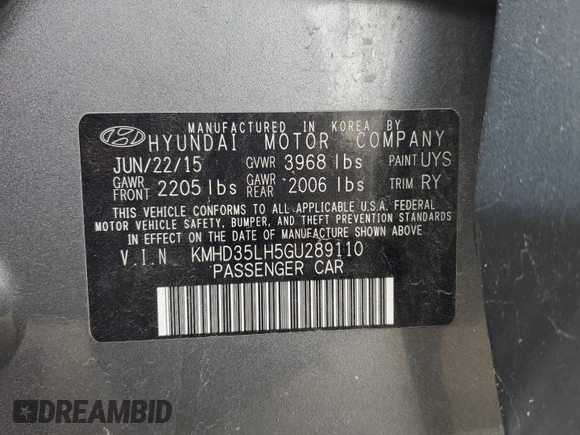 MANUFACTURED IN KOREA BY
HYUNDAI MOTOR COMPANY
JUN/22/15 GVWR 3968 lbs PAINT UYS
GAWR FRONT 2205 lbs GAWR REAR 2006 lbs TRIM RY
THIS VEHICLE CONFORMS TO ALL APPLICABLE U.S.A. FEDERAL
MOTOR VEHICLE SAFETY, BUMPER, AND THEFT PREVENTION STANDARDS
IN EFFECT ON THE DATE OF MANUFACTURE SHOWN ABOVE.
V.I.N KMHD35LH5GU289110
PASSENGER CAR
DREAMBID